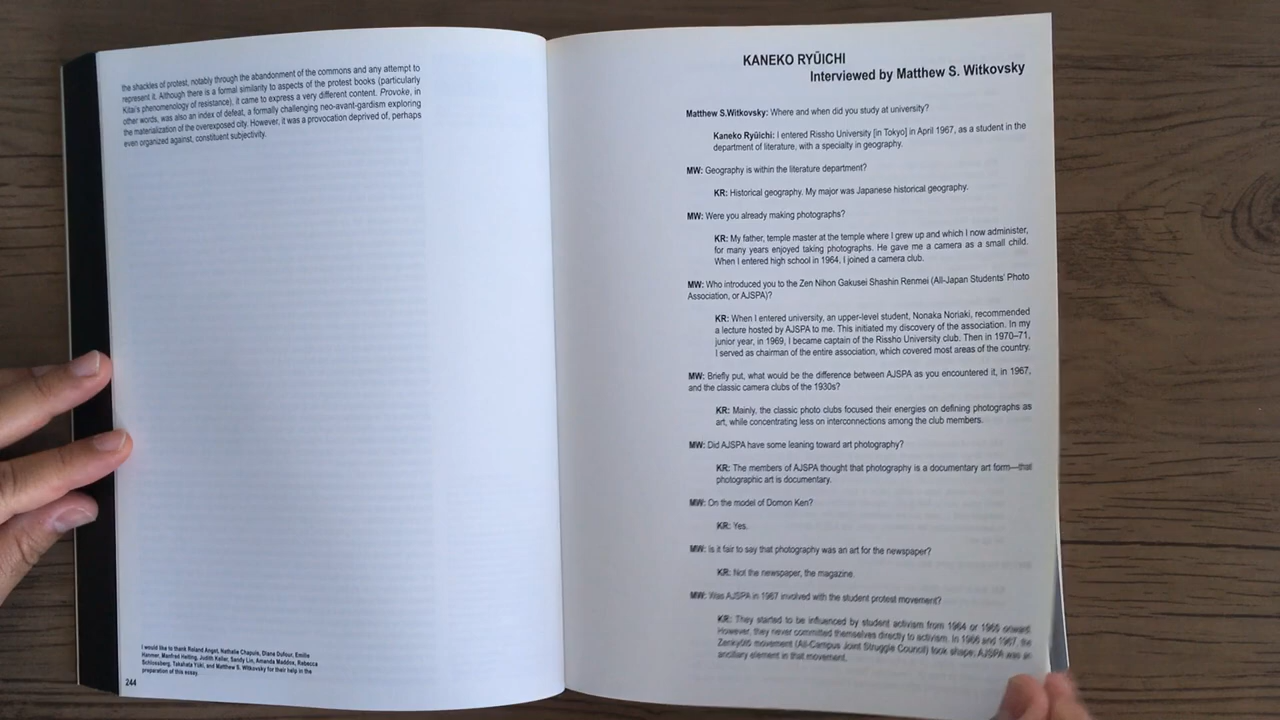 the shackles of protest, notably through the abandonment of the commons and any attempt to
represent it. Although there is a formal similarity to aspects of the protest books (particularly
Kitai's phenomenology of resistance), it came to express a very different content. Provoke, in
other words, was also an index of defeat, a formally challenging neo-avant-gardism exploring
the materialization of the overexposed city. However, it was a provocation deprived of, perhaps
even organized against, constituent subjectivity.
I would like to thank Roland Angst, Nathalie Chapuis, Diane Dufour, Emilie
Hanmer, Manfred Heiting, Judith Keller, Sandy Lin, Amanda Maddox, Rebecca
Schlossberg, Takahata Yūki, and Matthew S. Witkovsky for their help in the
preparation of this essay.
244
KANEKO RYŪICHI
Interviewed by Matthew S. Witkovsky
Matthew S.Witkovsky: Where and when did you study at university?
Kaneko Ryūichi: I entered Rissho University [in Tokyo] in April 1967, as a student in the
department of literature, with a specialty in geography.
MW: Geography is within the literature department?
KR: Historical geography. My major was Japanese historical geography.
MW: Were you already making photographs?
KR: My father, temple master at the temple where I grew up and which I now administer,
for many years enjoyed taking photographs. He gave me a camera as a small child.
When I entered high school in 1964, I joined a camera club.
MW: Who introduced you to the Zen Nihon Gakusei Shashin Renmei (All-Japan Students' Photo
Association, or AJSPA)?
KR: When I entered university, an upper-level student, Nonaka Noriaki, recommended
a lecture hosted by AJSPA to me. This initiated my discovery of the association. In my
junior year, in 1969, I became captain of the Rissho University club. Then in 1970–71,
I served as chairman of the entire association, which covered most areas of the country.
MW: Briefly put, what would be the difference between AJSPA as you encountered it, in 1967,
and the classic camera clubs of the 1930s?
KR: Mainly, the classic photo clubs focused their energies on defining photographs as
art, while concentrating less on interconnections among the club members.
MW: Did AJSPA have some leaning toward art photography?
KR: The members of AJSPA thought that photography is a documentary art form—that
photographic art is documentary.
MW: On the model of Domon Ken?
KR: Yes.
MW: Is it fair to say that photography was an art for the newspaper?
KR: Not the newspaper, the magazine.
MW: Was AJSPA in 1967 involved with the student protest movement?
KR: They started to be influenced by student activism from 1964 or 1965 onward.
However, they never committed themselves directly to activism. In 1966 and 1967, the
Zenkyōtō movement (All-Campus Joint Struggle Council) took shape; AJSPA was an
ancillary element in that movement.